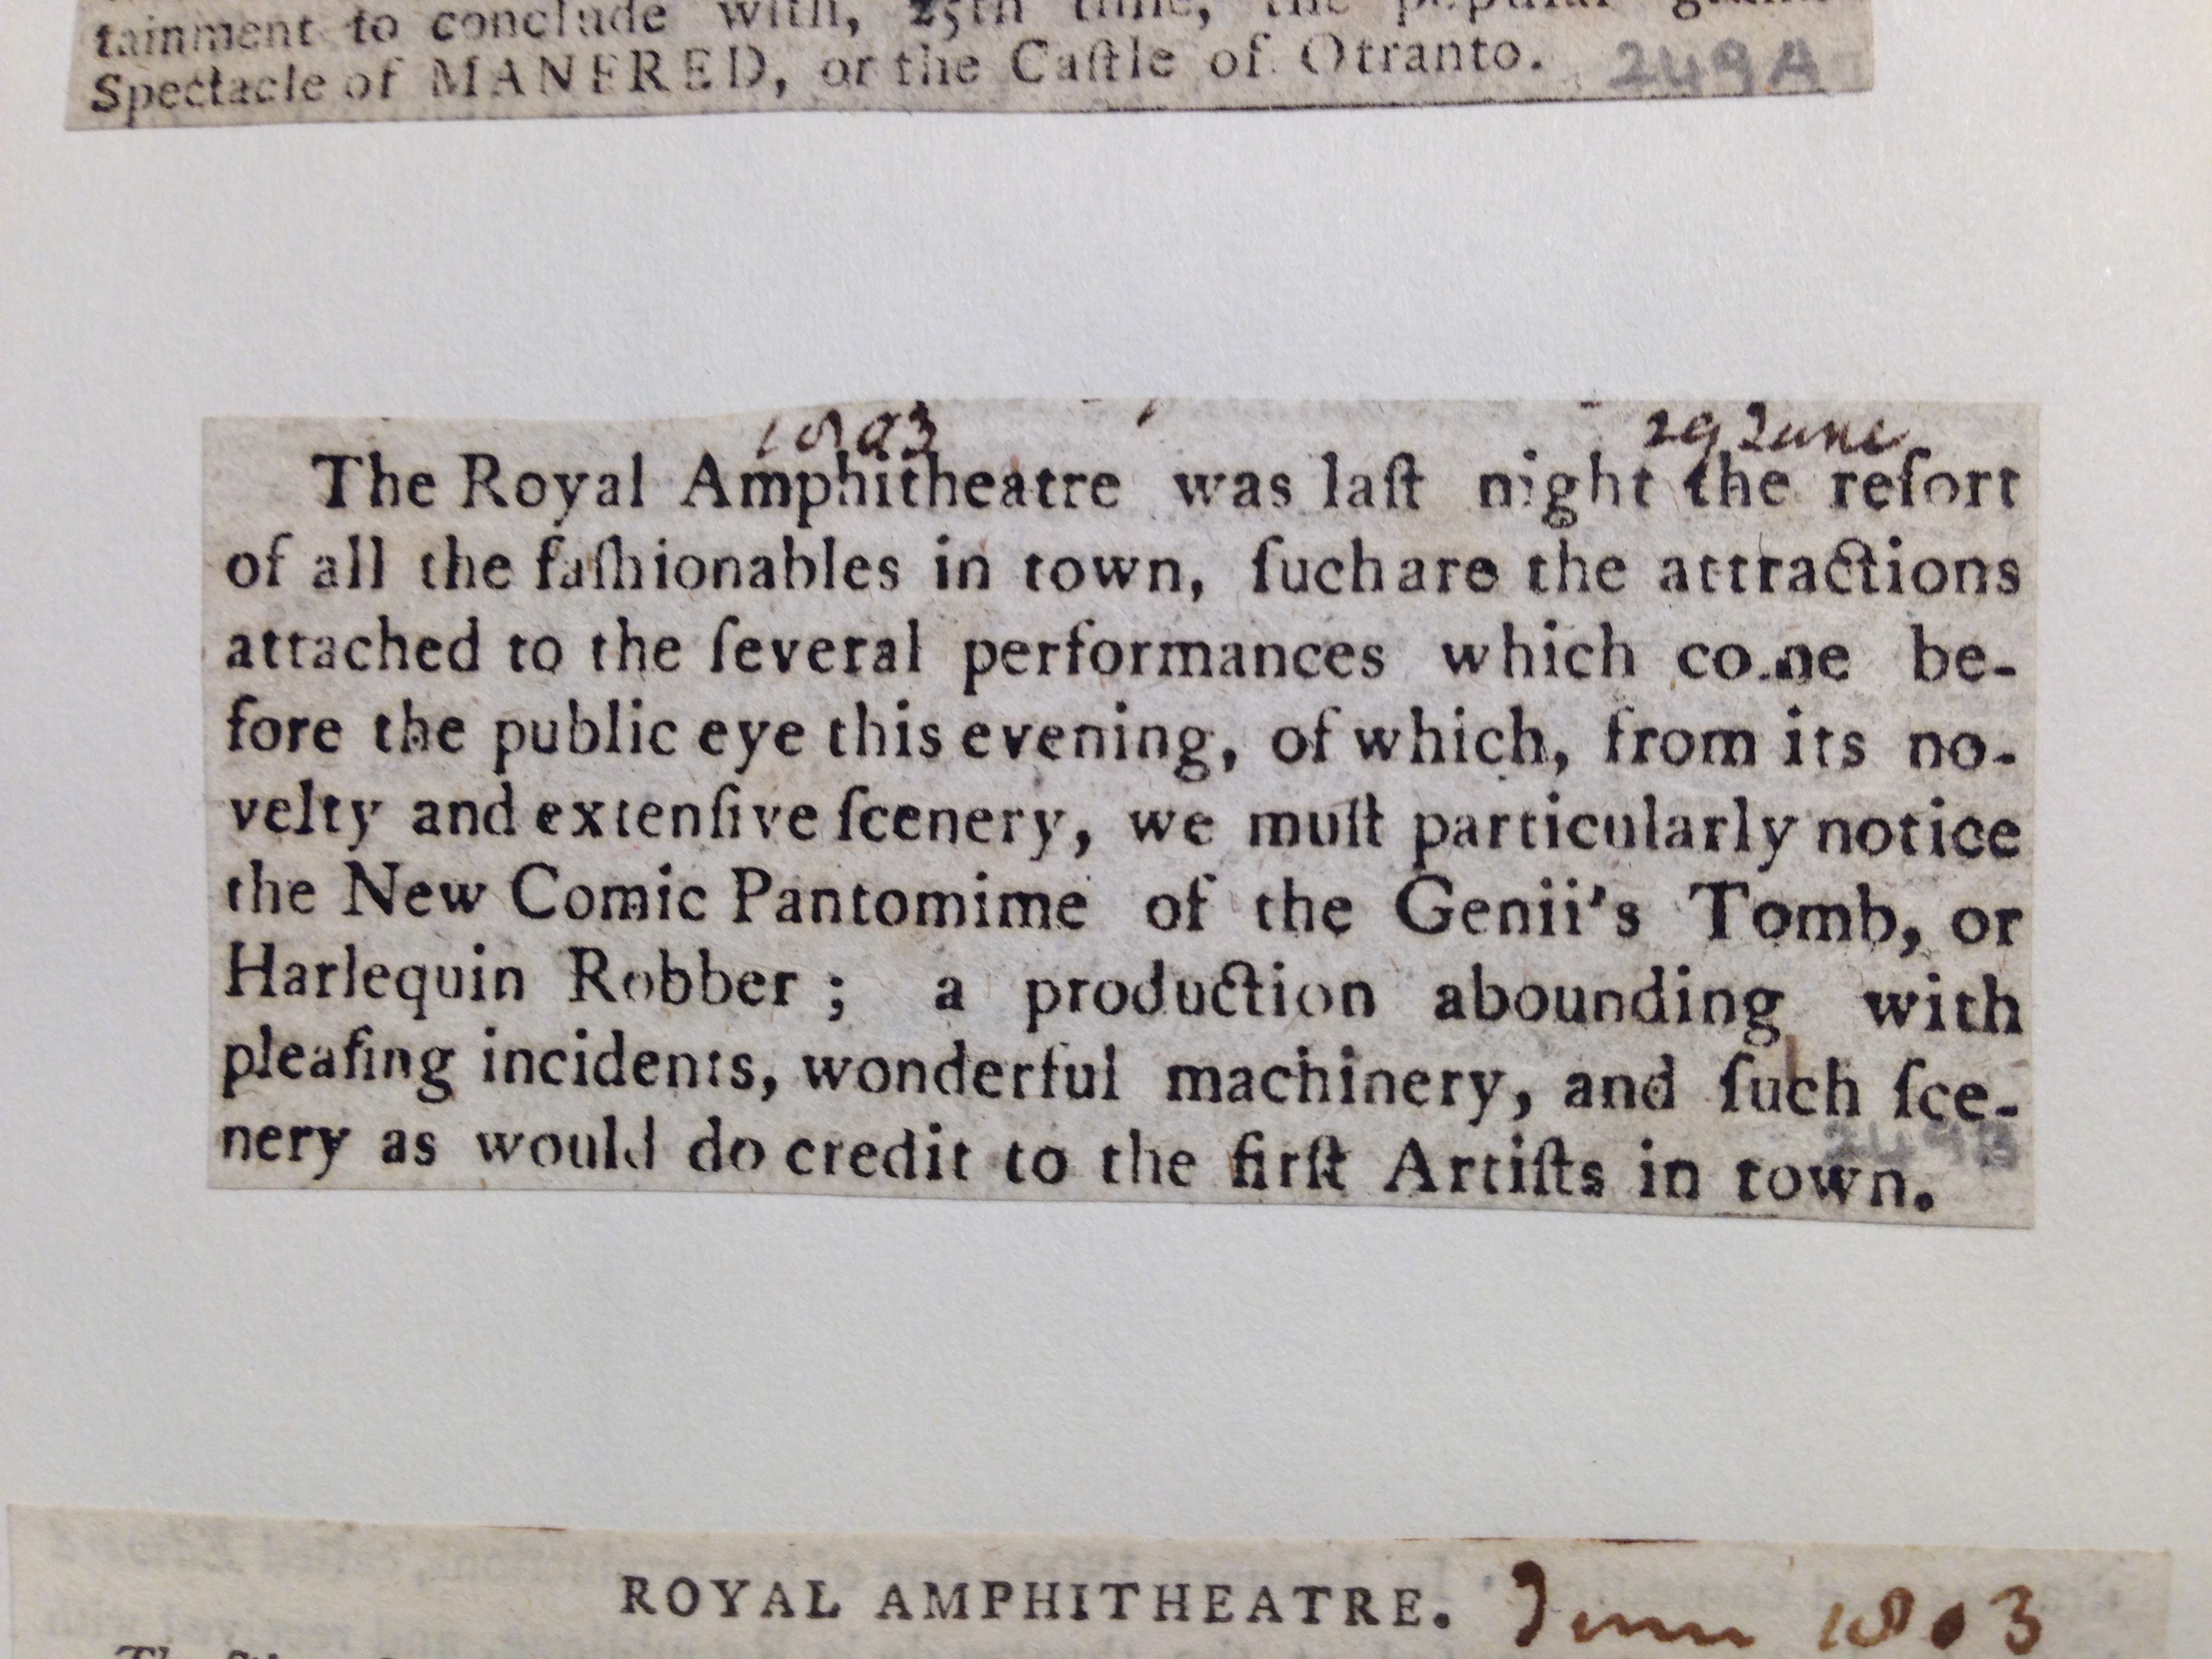 tainment to conclude with, 25th time, the popular
Spectacle of MANFRED, or the Caſtle of Otranto.
249A
1803
29 June
The Royal Amphitheatre was laſt night the reſort
of all the faſhionables in town, ſuch are the attractions
attached to the ſeveral performances which come be-
fore the public eye this evening, of which, from its no-
velty and extenſive ſcenery, we muſt particularly notice
the New Comic Pantomime of the Genii's Tomb, or
Harlequin Robber ; a production abounding with
pleaſing incidents, wonderful machinery, and ſuch ſce-
nery as would do credit to the firſt Artiſts in town.
249B
ROYAL AMPHITHEATRE. June 1803